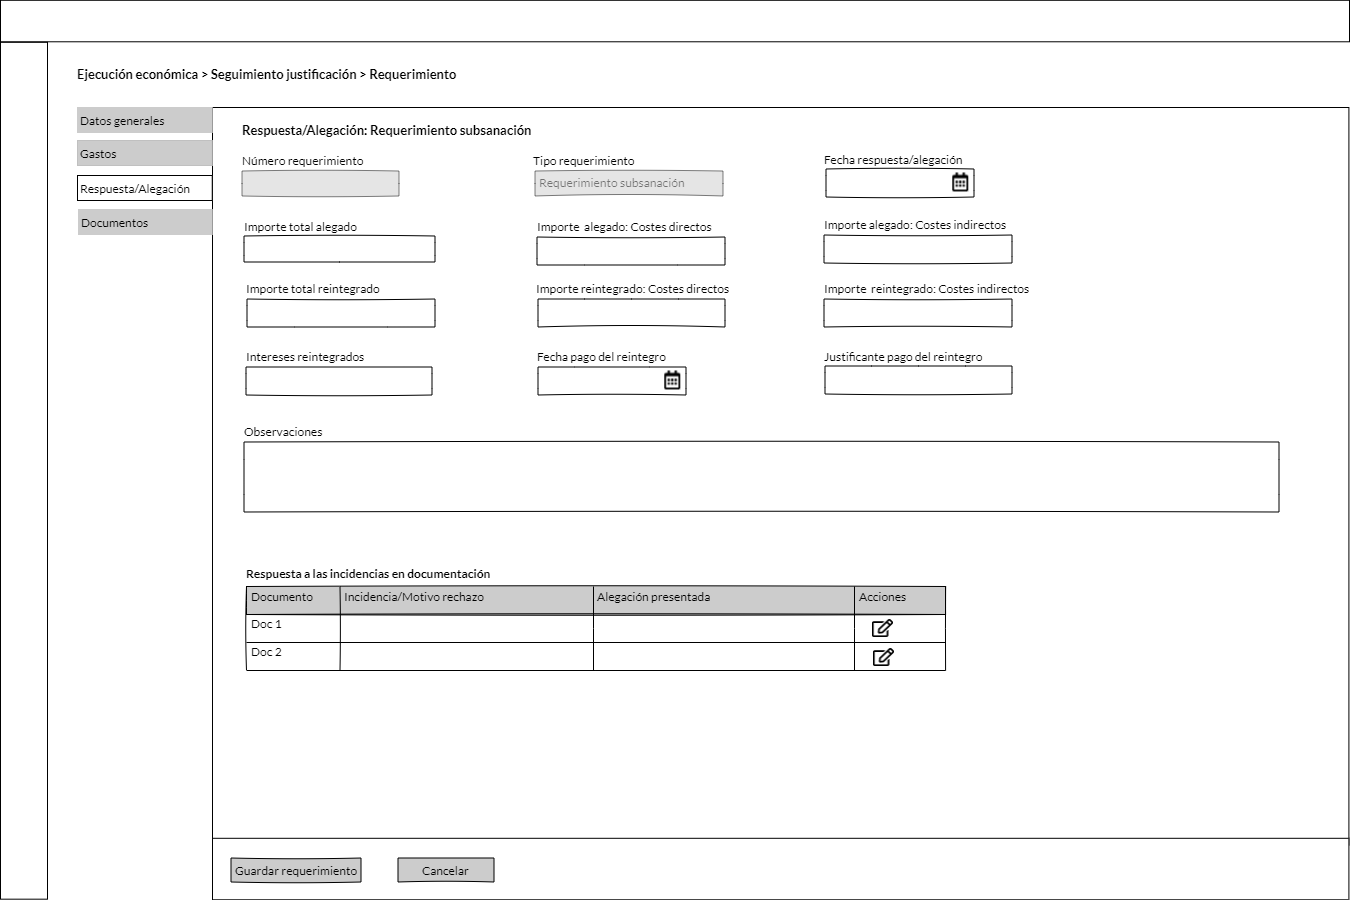 Ejecución económica > Seguimiento justificación > Requerimiento
Datos generales
Gastos
Respuesta/Alegación
Documentos
Respuesta/Alegación: Requerimiento subsanación
Número requerimiento
Tipo requerimiento
Requerimiento subsanación
Fecha respuesta/alegación
Importe total alegado
Importe alegado: Costes directos
Importe alegado: Costes indirectos
Importe total reintegrado
Importe reintegrado: Costes directos
Importe reintegrado: Costes indirectos
Intereses reintegrados
Fecha pago del reintegro
Justificante pago del reintegro
Observaciones
Respuesta a las incidencias en documentación
Documento Incidencia/Motivo rechazo Alegación presentada Acciones
Doc 1
Doc 2
Guardar requerimiento Cancelar